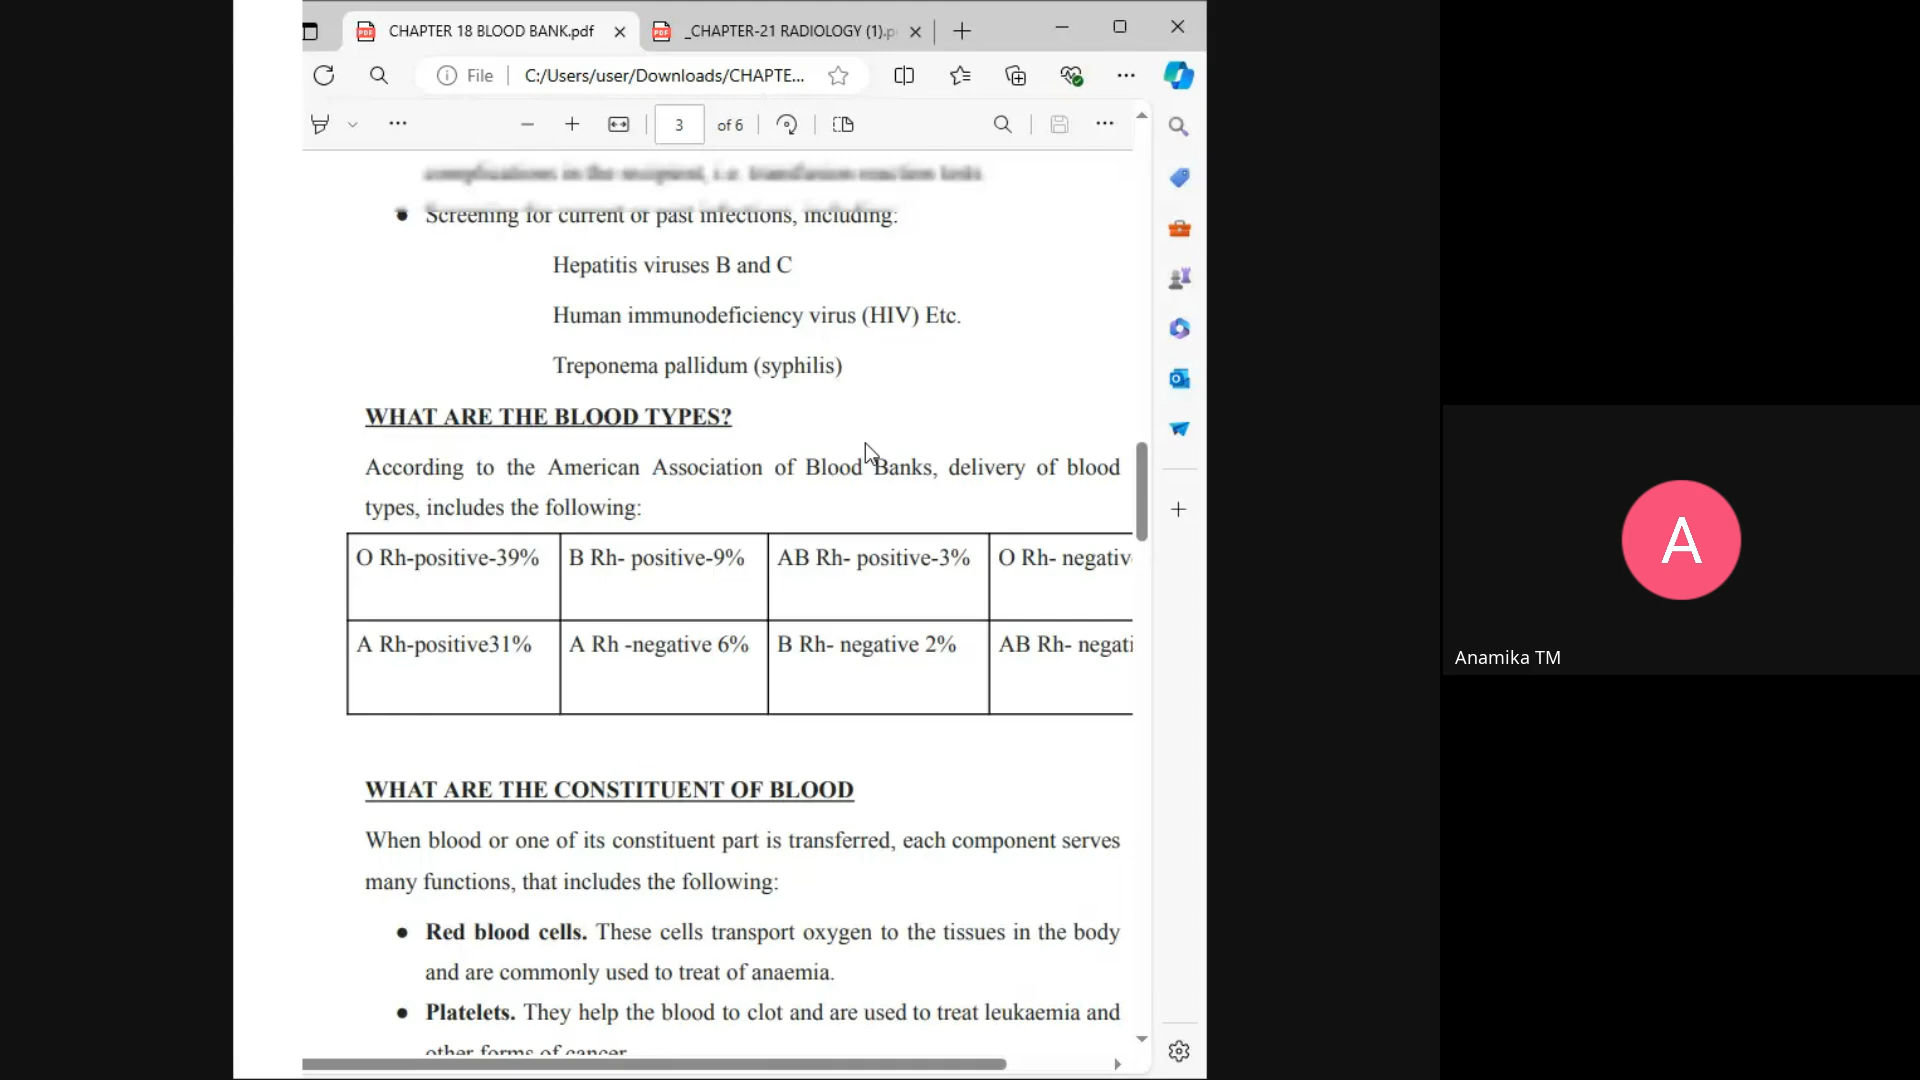 CHAPTER 18 BLOOD BANK.pdf
_CHAPTER-21 RADIOLOGY (1).p
File
C:/Users/user/Downloads/CHAPTE...
3 of 6
complications in the recipient, i.e. transfusion reaction
Screening for current or past infections, including:
Hepatitis viruses B and C
Human immunodeficiency virus (HIV) Etc.
Treponema pallidum (syphilis)
WHAT ARE THE BLOOD TYPES?
According to the American Association of Blood Banks, delivery of blood
types, includes the following:
O Rh-positive-39% B Rh- positive-9% AB Rh- positive-3% O Rh- negativ
A Rh-positive31% A Rh -negative 6% B Rh- negative 2% AB Rh- negati
WHAT ARE THE CONSTITUENT OF BLOOD
When blood or one of its constituent part is transferred, each component serves
many functions, that includes the following:
Red blood cells. These cells transport oxygen to the tissues in the body
and are commonly used to treat of anaemia.
Platelets. They help the blood to clot and are used to treat leukaemia and
other forms of cancer
A
Anamika TM